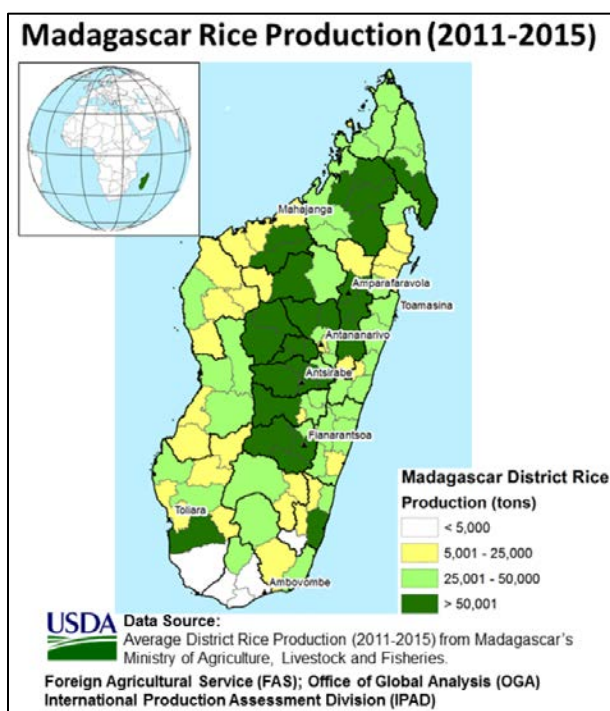 Madagascar Rice Production (2011-2015)
Mahajanga
Amparafaravola
Toamasina
Antananarivo
Antsirabe
Fianarantsoa
Toliara
Ambovombe
Madagascar District Rice
Production (tons)
< 5,000
5,001 - 25,000
25,001 - 50,000
> 50,001
USDA
Data Source:
Average District Rice Production (2011-2015) from Madagascar's
Ministry of Agriculture, Livestock and Fisheries.
Foreign Agricultural Service (FAS); Office of Global Analysis (OGA)
International Production Assessment Division (IPAD)